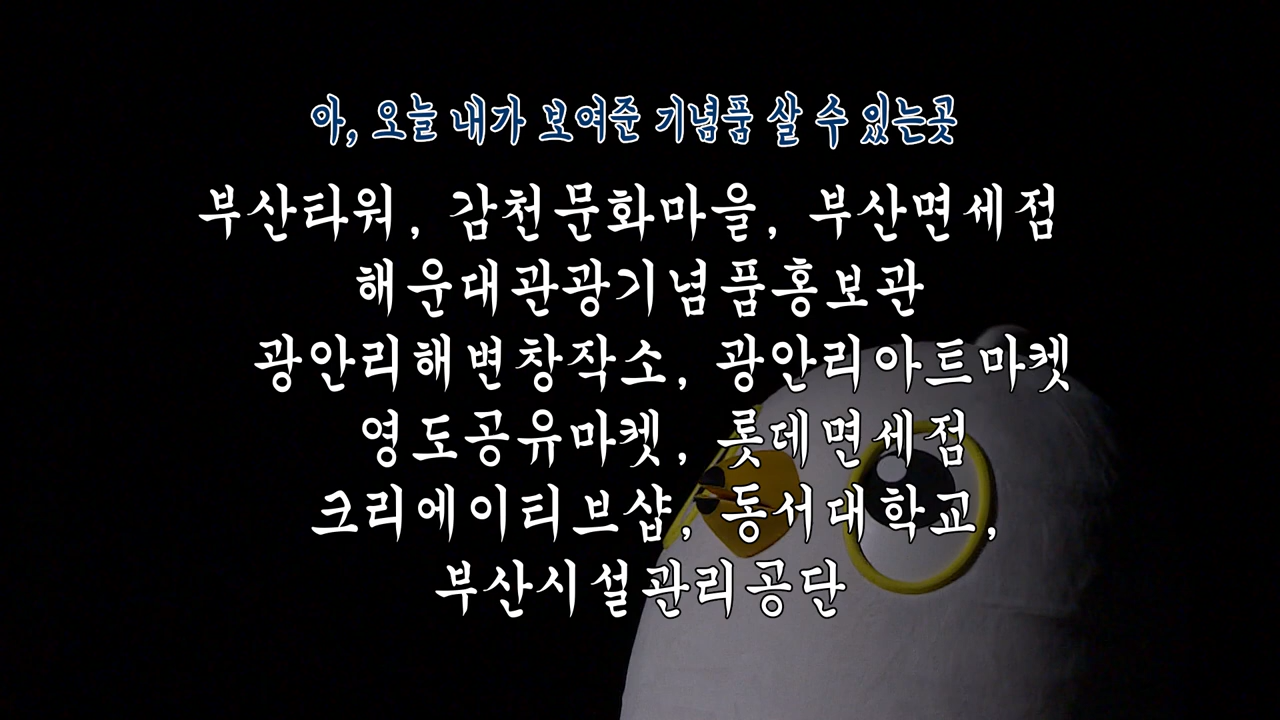 아, 오늘 내가 보여준 기념품 살 수 있는곳
부산타워, 감천문화마을, 부산면세점
해운대관광기념품홍보관
광안리해변창작소, 광안리아트마켓
영도공유마켓, 롯데면세점
크리에이티브샵, 동서대학교,
부산시설관리공단